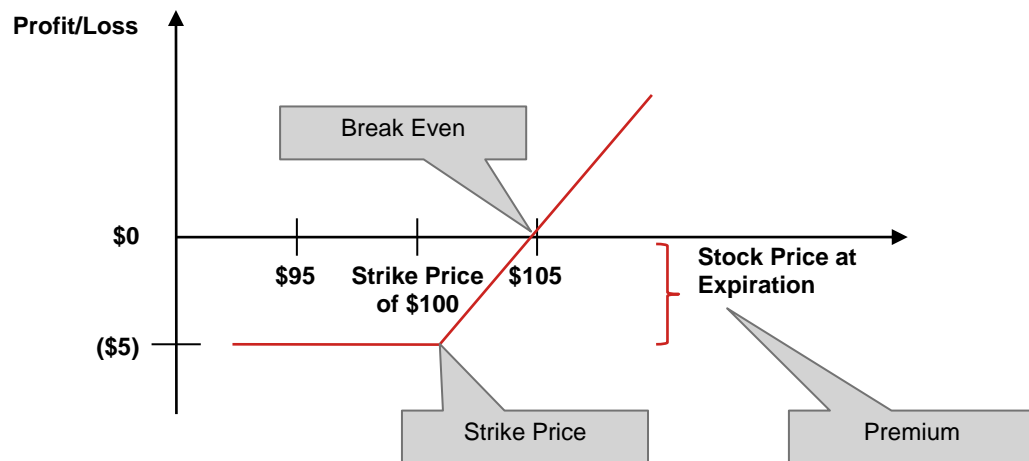 Profit/Loss
Break Even
$0
$95
Strike Price
of $100
$105
Stock Price at
Expiration
($5)
Strike Price
Premium